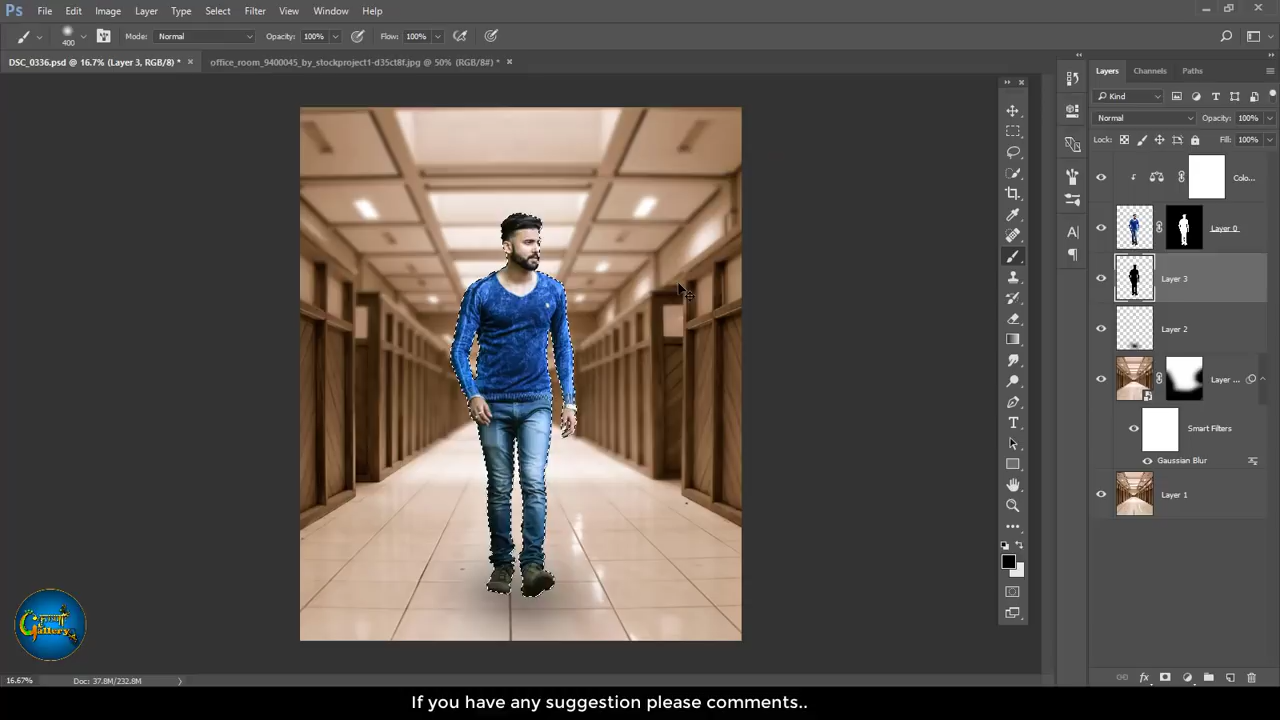 Ps File Edit Image Layer Type Select Filter View Window Help
400 Mode: Normal Opacity: 100% Flow: 100%
DSC_0336.psd @ 16.7% (Layer 3, RGB/8) * × office_room_9400045_by_stockproject1-d35ct8f.jpg @ 50% (RGB/8#) * ×
Layers Channels Paths
Kind
Normal Opacity: 100%
Lock: Fill: 100%
Colo...
Layer 0
Layer 3
Layer 2
Layer ...
Smart Filters
Gaussian Blur
Layer 1
Gallery
16.67% Doc: 37.8M/232.8M
If you have any suggestion please comments..